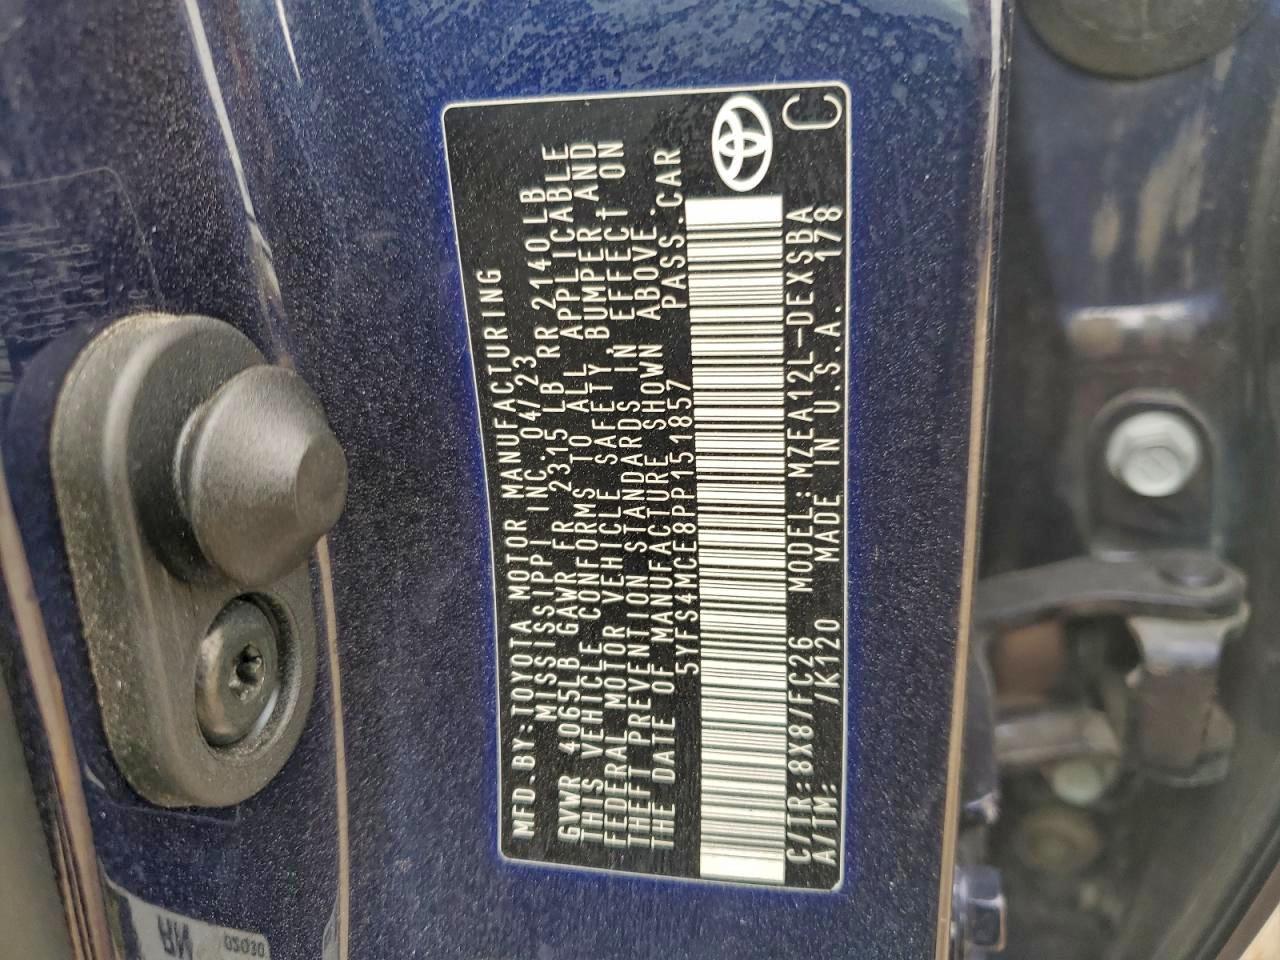 MFD.BY:TOYOTA MOTOR MANUFACTURING
MISSISSIPPI INC. 04/23
GVWR 4065LB GAWR FR 2315 LB RR 2140LB
THIS VEHICLE CONFORMS TO ALL APPLICABLE
FEDERAL MOTOR VEHICLE SAFETY,BUMPER AND
THEFT PREVENTION STANDARDS IN EFFECT ON
THE DATE OF MANUFACTURE SHOWN ABOVE.
5YFS4MCE8PP151857 PASS.CAR
C/TR:8X8/FC26 MODEL:MZEA12L-DEXSBA
A/TM: /K120 MADE IN U.S.A. 178
C
05030